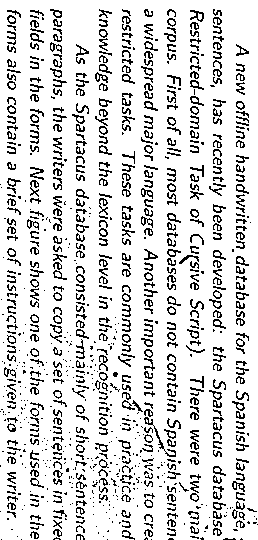 A new offline handwritten database for the Spanish language,
sentences, has recently been developed: the Spartacus database
Restricted-domain Task of Cursive Script). There were two
corpus. First of all, most databases do not contain Spanish
a widespread major language. Another important reason was to
restricted tasks. These tasks are commonly used in practice and
knowledge beyond the lexicon level in the recognition process.
As the Spartacus database consisted mainly of short
paragraphs, the writers were asked to copy a set of sentences in
fields in the forms. Next figure shows one of the forms used in the
forms also contain a brief set of instructions given to the writer.